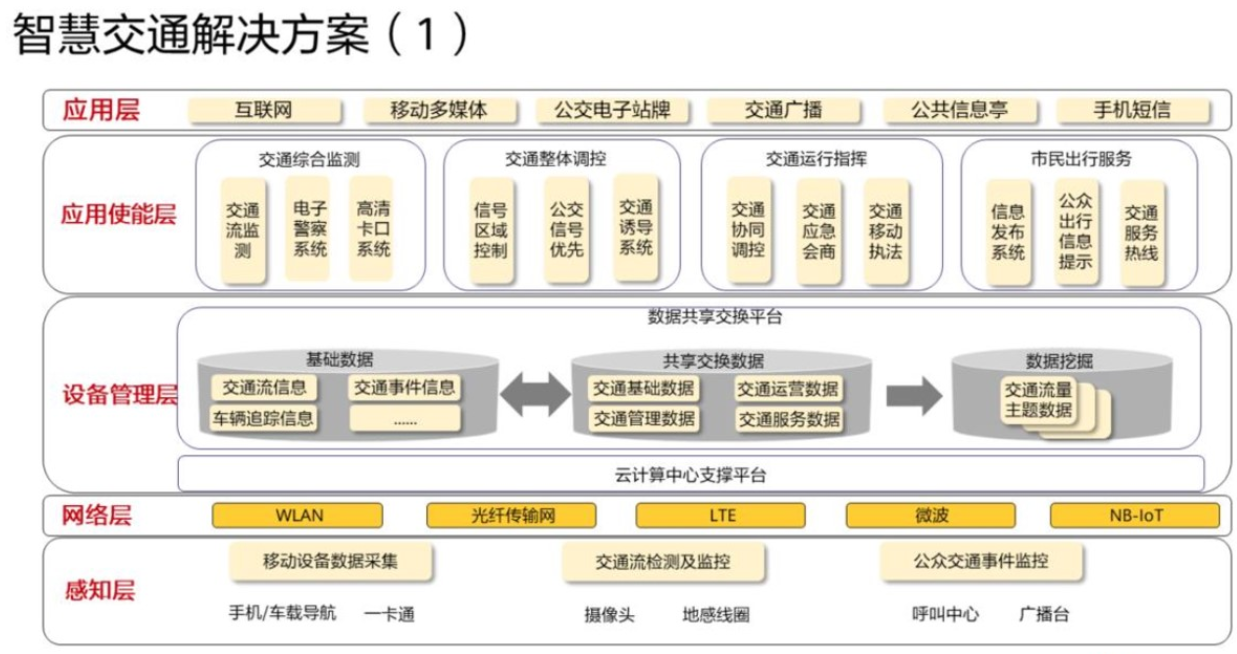 智慧交通解决方案（1）
应用层
互联网
移动多媒体
公交电子站牌
交通广播
公共信息亭
手机短信
应用使能层
交通综合监测
交通
流监
测
电子
警察
系统
高清
卡口
系统
交通整体调控
信号
区域
控制
公交
信号
优先
交通
诱导
系统
交通运行指挥
交通
协同
调控
交通
应急
会商
交通
移动
执法
市民出行服务
信息
发布
系统
公众
出行
信息
提示
交通
服务
热线
设备管理层
数据共享交换平台
基础数据
交通流信息
交通事件信息
车辆追踪信息
......
共享交换数据
交通基础数据
交通运营数据
交通管理数据
交通服务数据
数据挖掘
交通流量
主题数据
云计算中心支撑平台
网络层
WLAN
光纤传输网
LTE
微波
NB-IoT
感知层
移动设备数据采集
交通流检测及监控
公众交通事件监控
手机/车载导航
一卡通
摄像头
地感线圈
呼叫中心
广播台